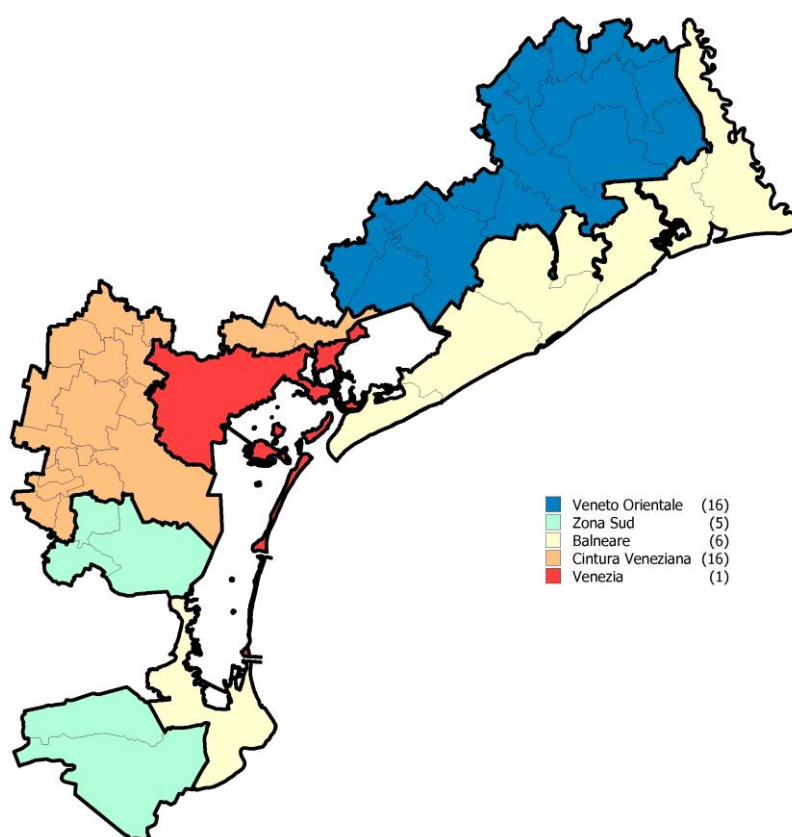 Veneto Orientale (16)
Zona Sud (5)
Balneare (6)
Cintura Veneziana (16)
Venezia (1)